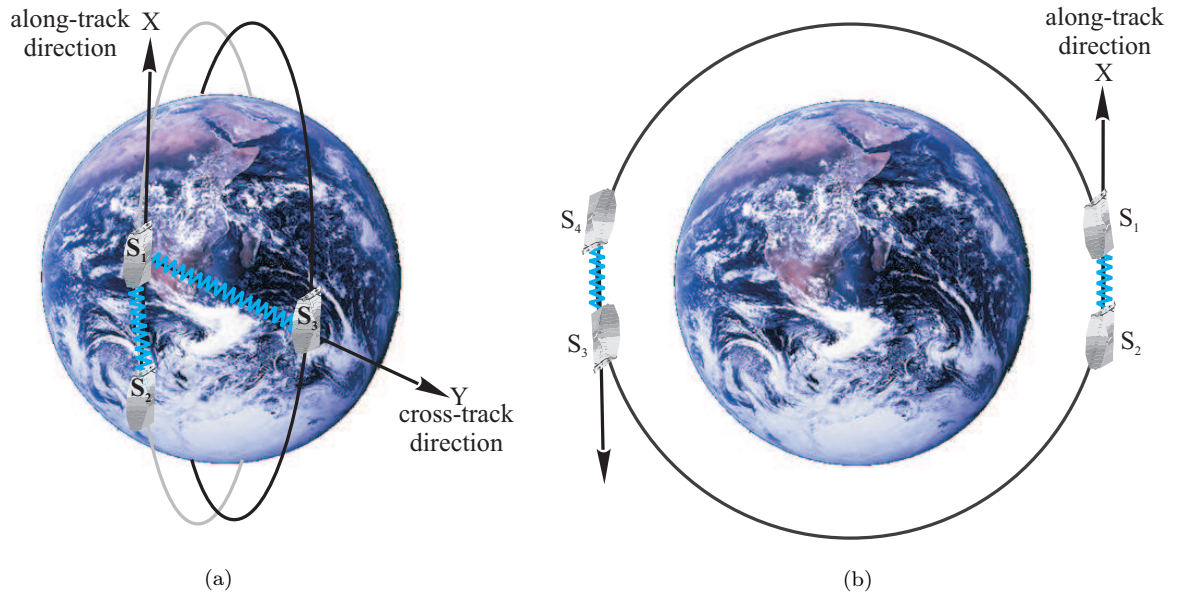 along-track
direction
X
S1
S2
S3
Y
cross-track
direction
(a)
along-track
direction
X
S4
S1
S3
S2
(b)